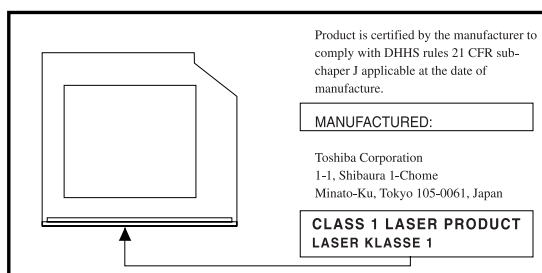 Product is certified by the manufacturer to
comply with DHHS rules 21 CFR sub-
chaper J applicable at the date of
manufacture.
MANUFACTURED:
Toshiba Corporation
1-1, Shibaura 1-Chome
Minato-Ku, Tokyo 105-0061, Japan
CLASS 1 LASER PRODUCT
LASER KLASSE 1